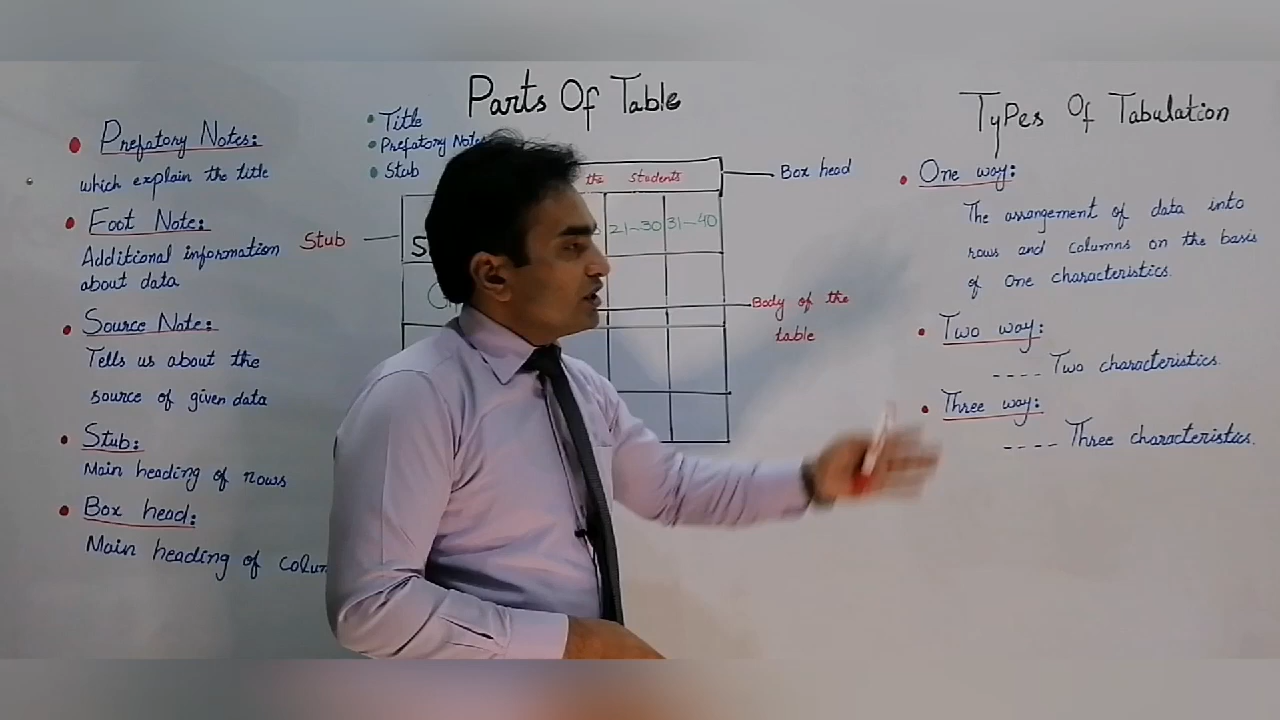 Parts Of Table
• Prefatory Notes:
which explain the title
• Foot Note:
Additional information
about data
• Source Note:
Tells us about the
source of given data
• Stub:
Main heading of rows
• Box head:
Main heading of
• Title
• Prefatory Notes
• Stub
the students
Box head
Stub
21-30 31-40
Body of the
table
Types Of Tabulation
• One way:
The arrangement of data into
rows and columns on the basis
of One characteristics.
• Two way:
---- Two characteristics.
• Three way:
---- Three characteristics.